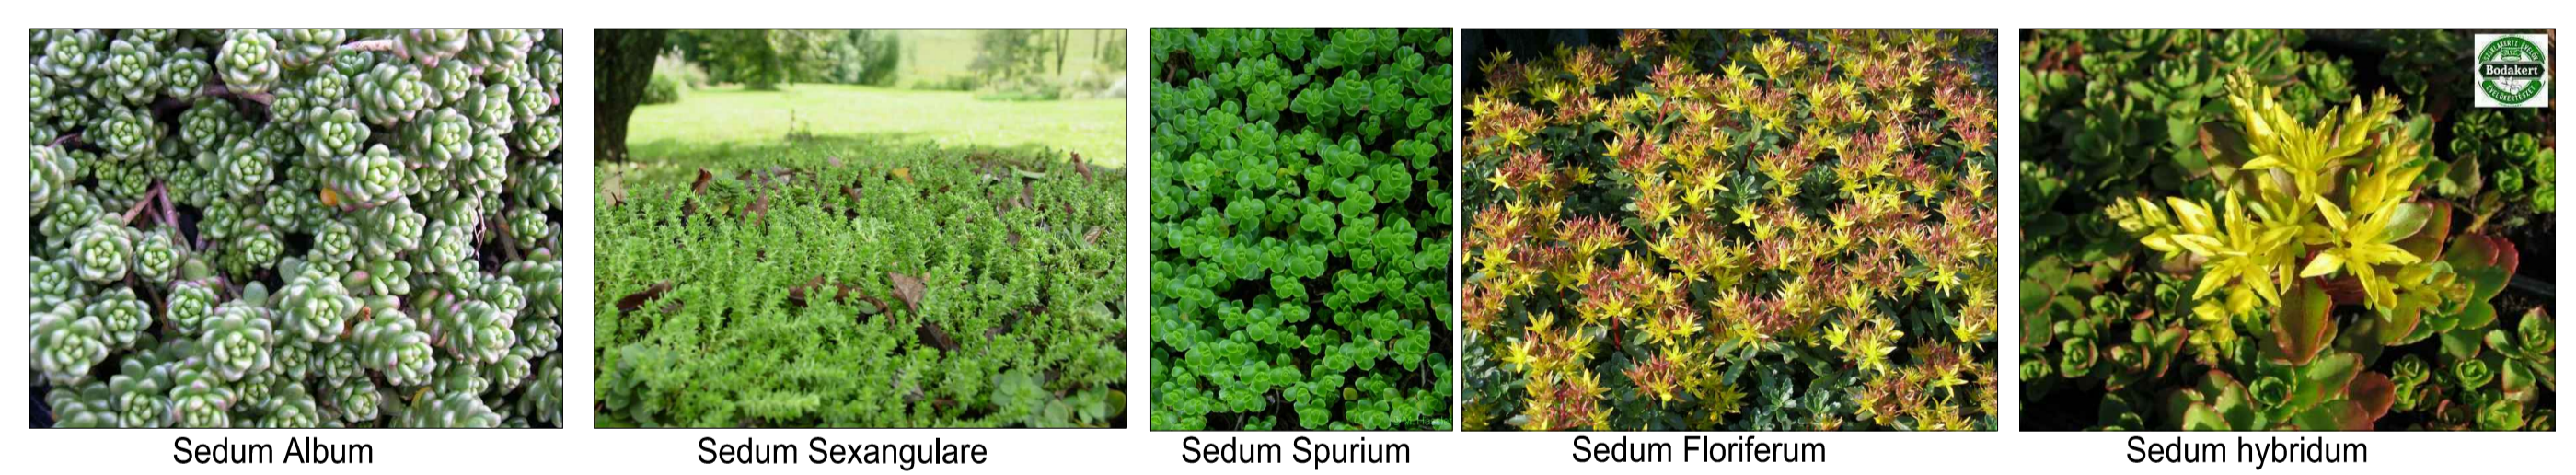 Bodakert
Sedum Album
Sedum Sexangulare
Sedum Spurium
Sedum Floriferum
Sedum hybridum